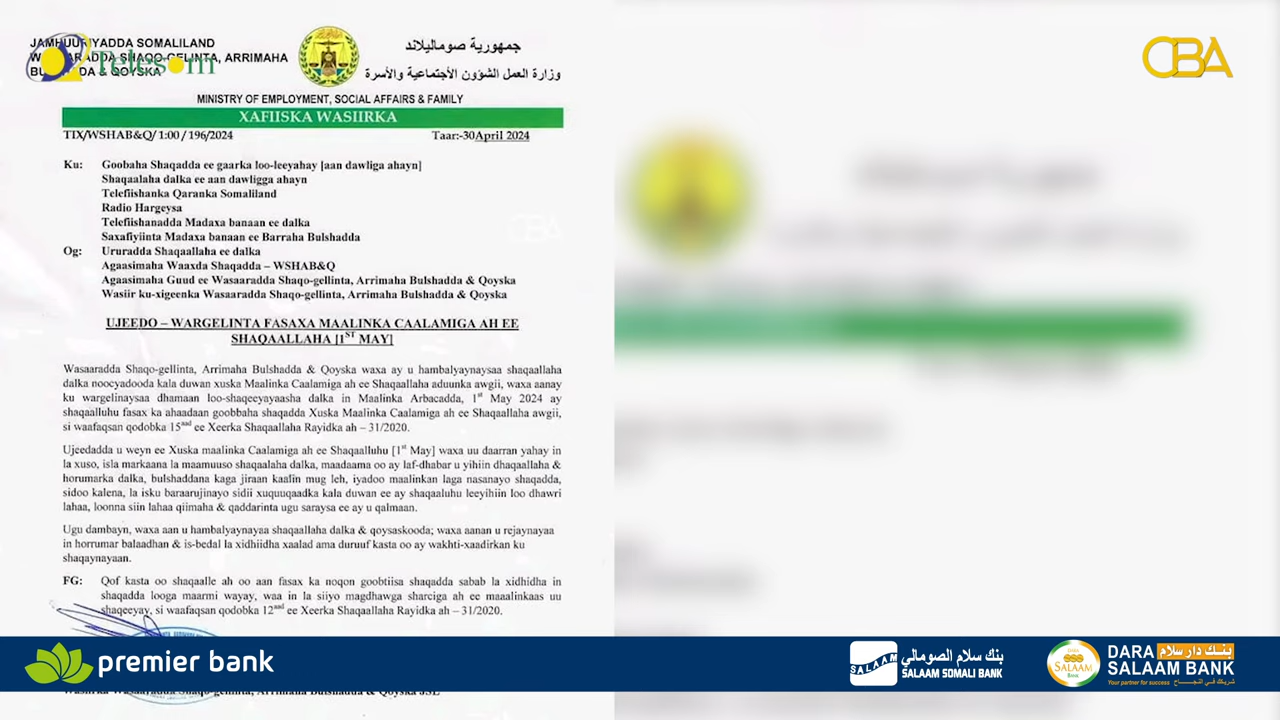 JAMHUURIYADDA SOMALILAND
WASAARADDA SHAQO-GELINTA, ARRIMAHA
BULSHADA & QOYSKA
Telesom
جمهورية صوماليلاند
وزارة العمل الشؤون الأجتماعية والأسرة
CBA
MINISTRY OF EMPLOYMENT, SOCIAL AFFAIRS & FAMILY
XAFIISKA WASIIRKA
TIX/WSHAB&Q/ 1:00 / 196/2024 Taar:-30April 2024
Ku: Goobaha Shaqadda ee gaarka loo-leeyahay [aan dawliga ahayn]
Shaqaalaha dalka ee aan dawligga ahayn
Telefiishanka Qaranka Somaliland
Radio Hargeysa
Telefiishanadda Madaxa banaan ee dalka
Saxafiyiinta Madaxa banaan ee Barraha Bulshadda
Og: Ururadda Shaqaallaha ee dalka
Agaasimaha Waaxda Shaqadda – WSHAB&Q
Agaasimaha Guud ee Wasaaradda Shaqo-gellinta, Arrimaha Bulshadda & Qoyska
Wasiir ku-xigeenka Wasaaradda Shaqo-gellinta, Arrimaha Bulshadda & Qoyska
UJEEDO – WARGELINTA FASAXA MAALINKA CAALAMIGA AH EE
SHAQAALLAHA [1ST MAY]
Wasaaradda Shaqo-gellinta, Arrimaha Bulshadda & Qoyska waxa ay u hambalyaynaysaa shaqaallaha
dalka noocyadooda kala duwan xuska Maalinka Caalamiga ah ee Shaqaallaha aduunka awgii, waxa aanay
ku wargelinaysaa dhamaan loo-shaqeeyayaasha dalka in Maalinka Arbacadda, 1st May 2024 ay
shaqaalluhu fasax ka ahaadaan goobbaha shaqadda Xuska Maalinka Caalamiga ah ee Shaqaallaha awgii,
si waafaqsan qodobka 15aad ee Xeerka Shaqaallaha Rayidka ah – 31/2020.
Ujeedadda u weyn ee Xuska maalinka Caalamiga ah ee Shaqaalluhu [1st May] waxa uu daarran yahay in
la xuso, isla markaana la maamuuso shaqaalaha dalka, maadaama oo ay laf-dhabar u yihiin dhaqaallaha &
horumarka dalka, bulshaddana kaga jiraan kaalin mug leh, iyadoo maalinkan laga nasanayo shaqadda,
sidoo kalena, la isku baraarujinayo sidii xuquuqaadka kala duwan ee ay shaqaaluhu leeyihiin loo dhawri
lahaa, loonna siin lahaa qiimaha & qaddarinta ugu saraysa ee ay u qalmaan.
Ugu dambayn, waxa aan u hambalyaynayaa shaqaallaha dalka & qoysaskooda; waxa aanan u rejaynayaa
in horrumar balaadhan & is-bedal la xidhiidha xaalad ama duruuf kasta oo ay wakhti-xaadirkan ku
shaqaynayaan.
FG: Qof kasta oo shaqaalle ah oo aan fasax ka noqon goobtiisa shaqadda sabab la xidhidha in
shaqadda looga maarmi wayay, waa in la siiyo magdhawga sharciga ah ee maaalinkaas uu
shaqeeyay, si waafaqsan qodobka 12aad ee Xeerka Shaqaallaha Rayidka ah – 31/2020.
premier bank
SALAAM
بنك سلام الصومالي
SALAAM SOMALI BANK
DARA
SALAAM
BANK
DARA بنك دار سلام
SALAAM BANK
Your partner for success شريكك في النجاح